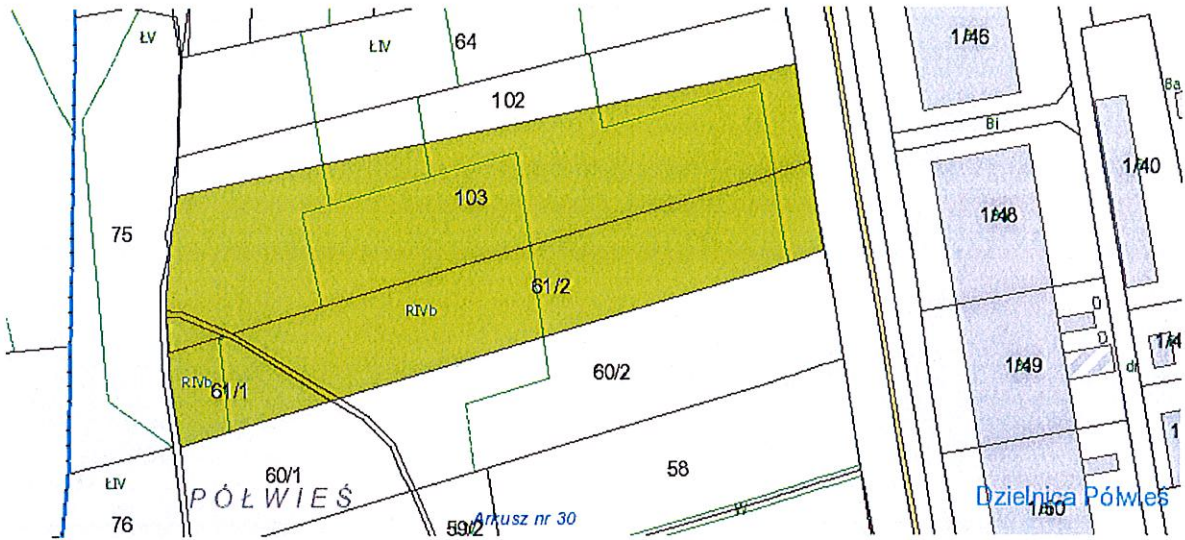 ŁV
ŁIV
64
1/46
102
Ba
Bi
1/40
103
1/48
75
61/2
RIVb
1/49
60/2
RIVb
61/1
dr
58
60/1
ŁIV
PÓŁWIEŚ
Dzielnica Półwieś
W
76
59/2
Arkusz nr 30
1/50